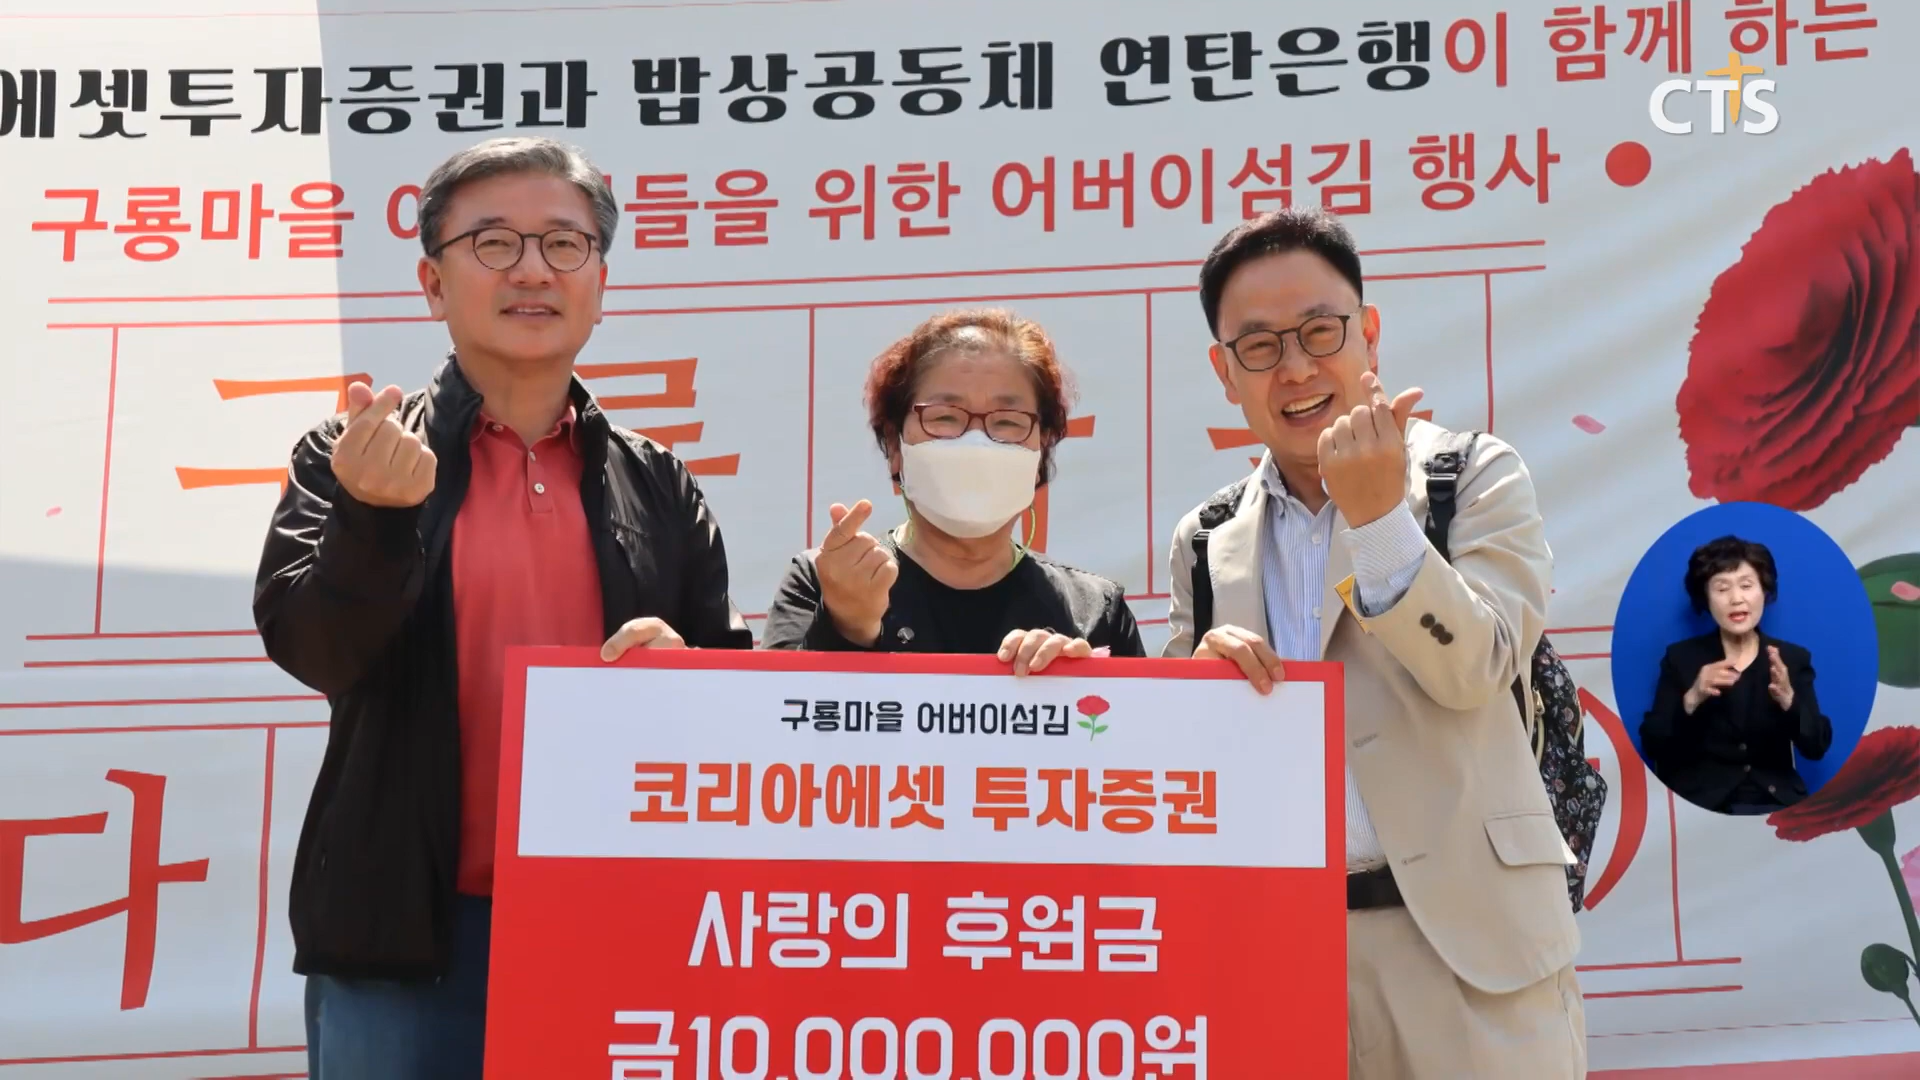 에셋투자증권과 밥상공동체 연탄은행이 함께 하는
CTS
구룡마을 들을 위한 어버이섬김 행사
다
구룡마을 어버이섬김
코리아에셋 투자증권
사랑의 후원금
금10,000,000원